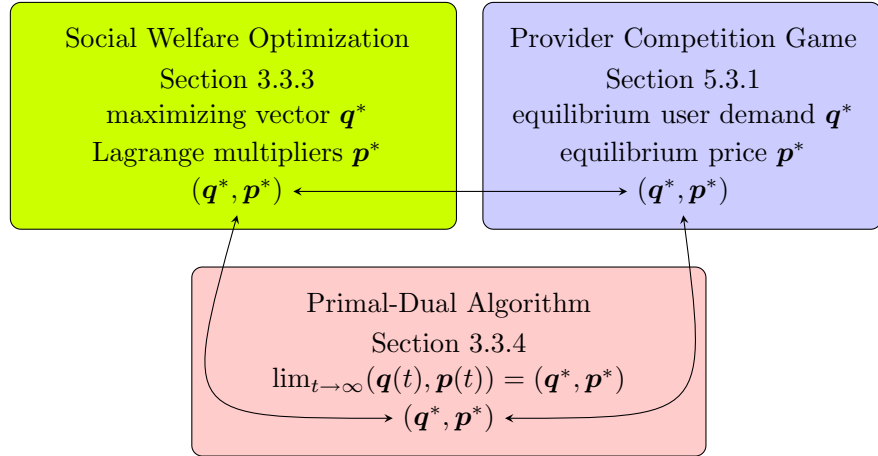 Social Welfare Optimization
Section 3.3.3
maximizing vector q*
Lagrange multipliers p*
(q*, p*)
Provider Competition Game
Section 5.3.1
equilibrium user demand q*
equilibrium price p*
(q*, p*)
Primal-Dual Algorithm
Section 3.3.4
lim_{t→∞}(q(t), p(t)) = (q*, p*)
(q*, p*)